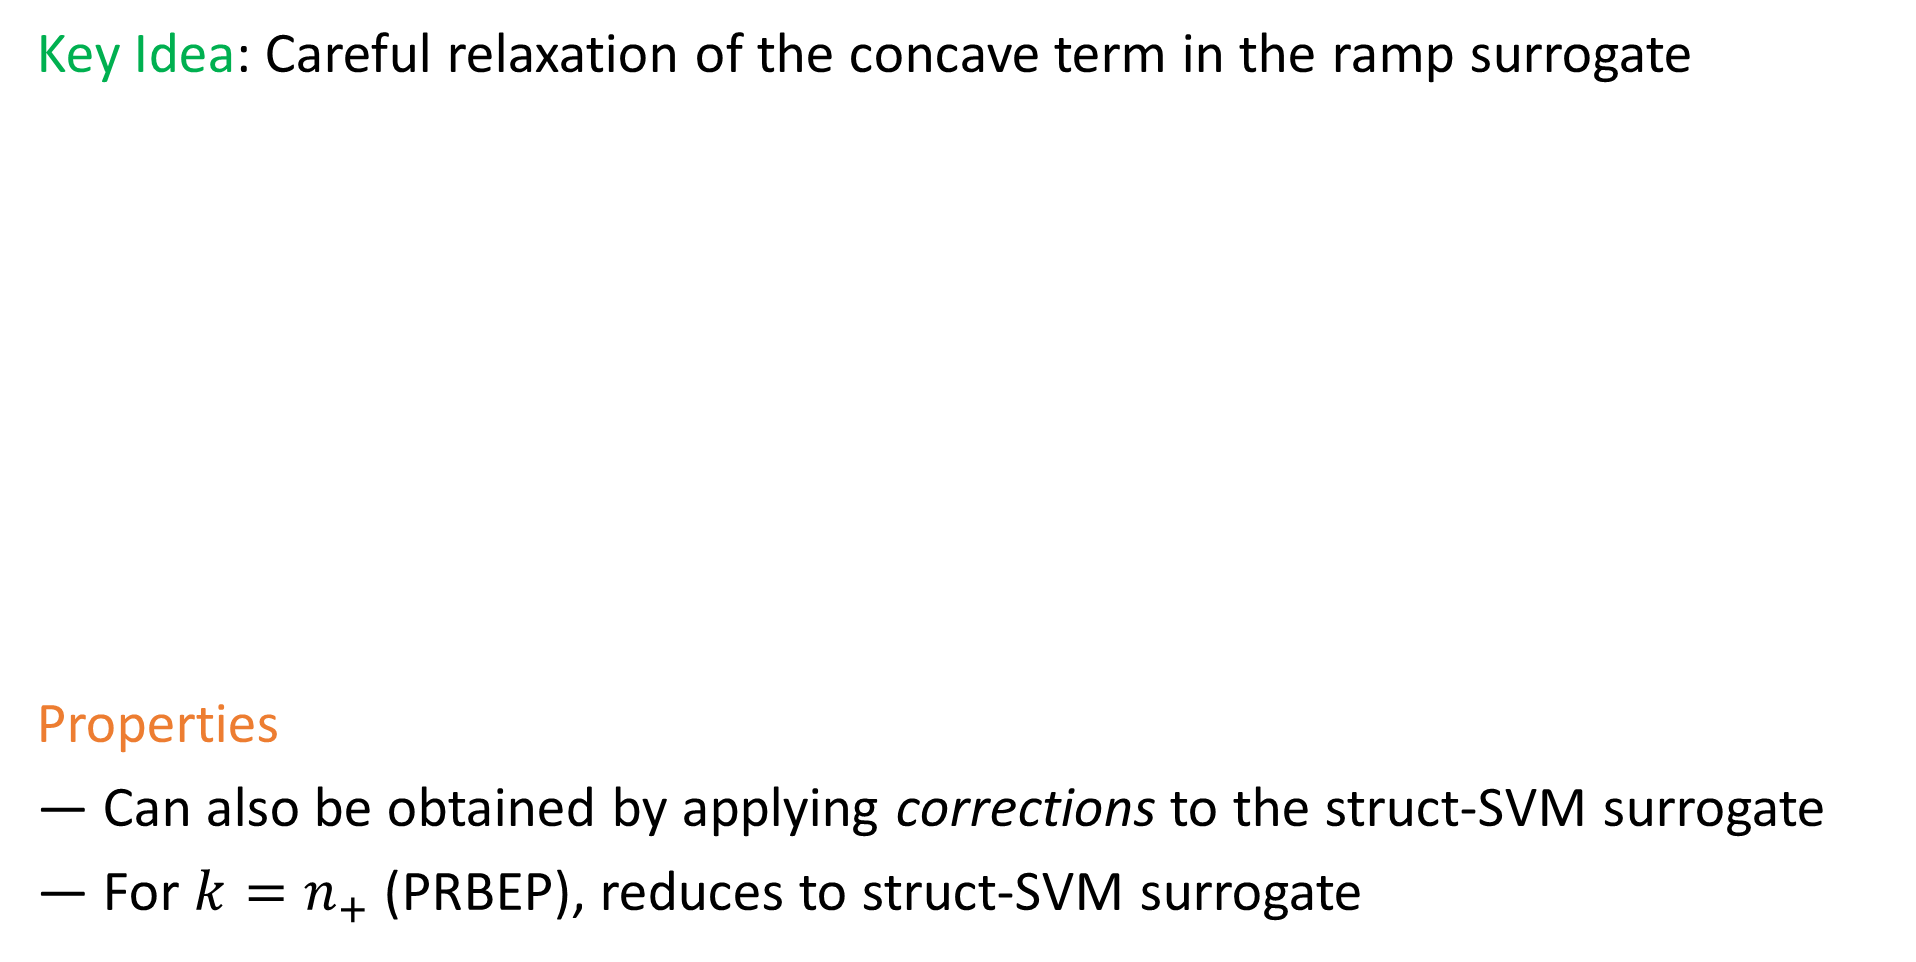 Key Idea: Careful relaxation of the concave term in the ramp surrogate
Properties
— Can also be obtained by applying corrections to the struct-SVM surrogate
— For 𝑘 = 𝑛₊ (PRBEP), reduces to struct-SVM surrogate